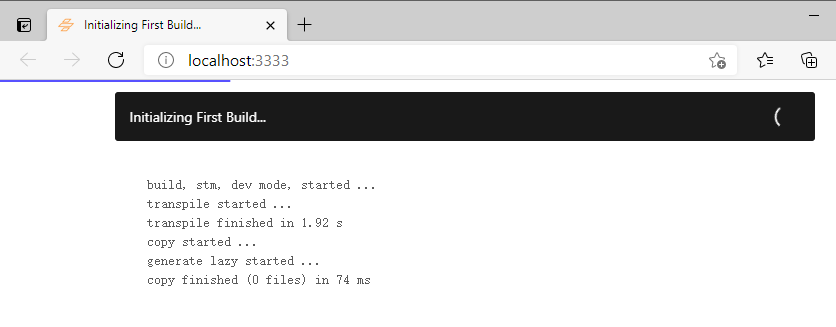 Initializing First Build...
localhost:3333
Initializing First Build...
build, stm, dev mode, started ...
transpile started ...
transpile finished in 1.92 s
copy started ...
generate lazy started ...
copy finished (0 files) in 74 ms